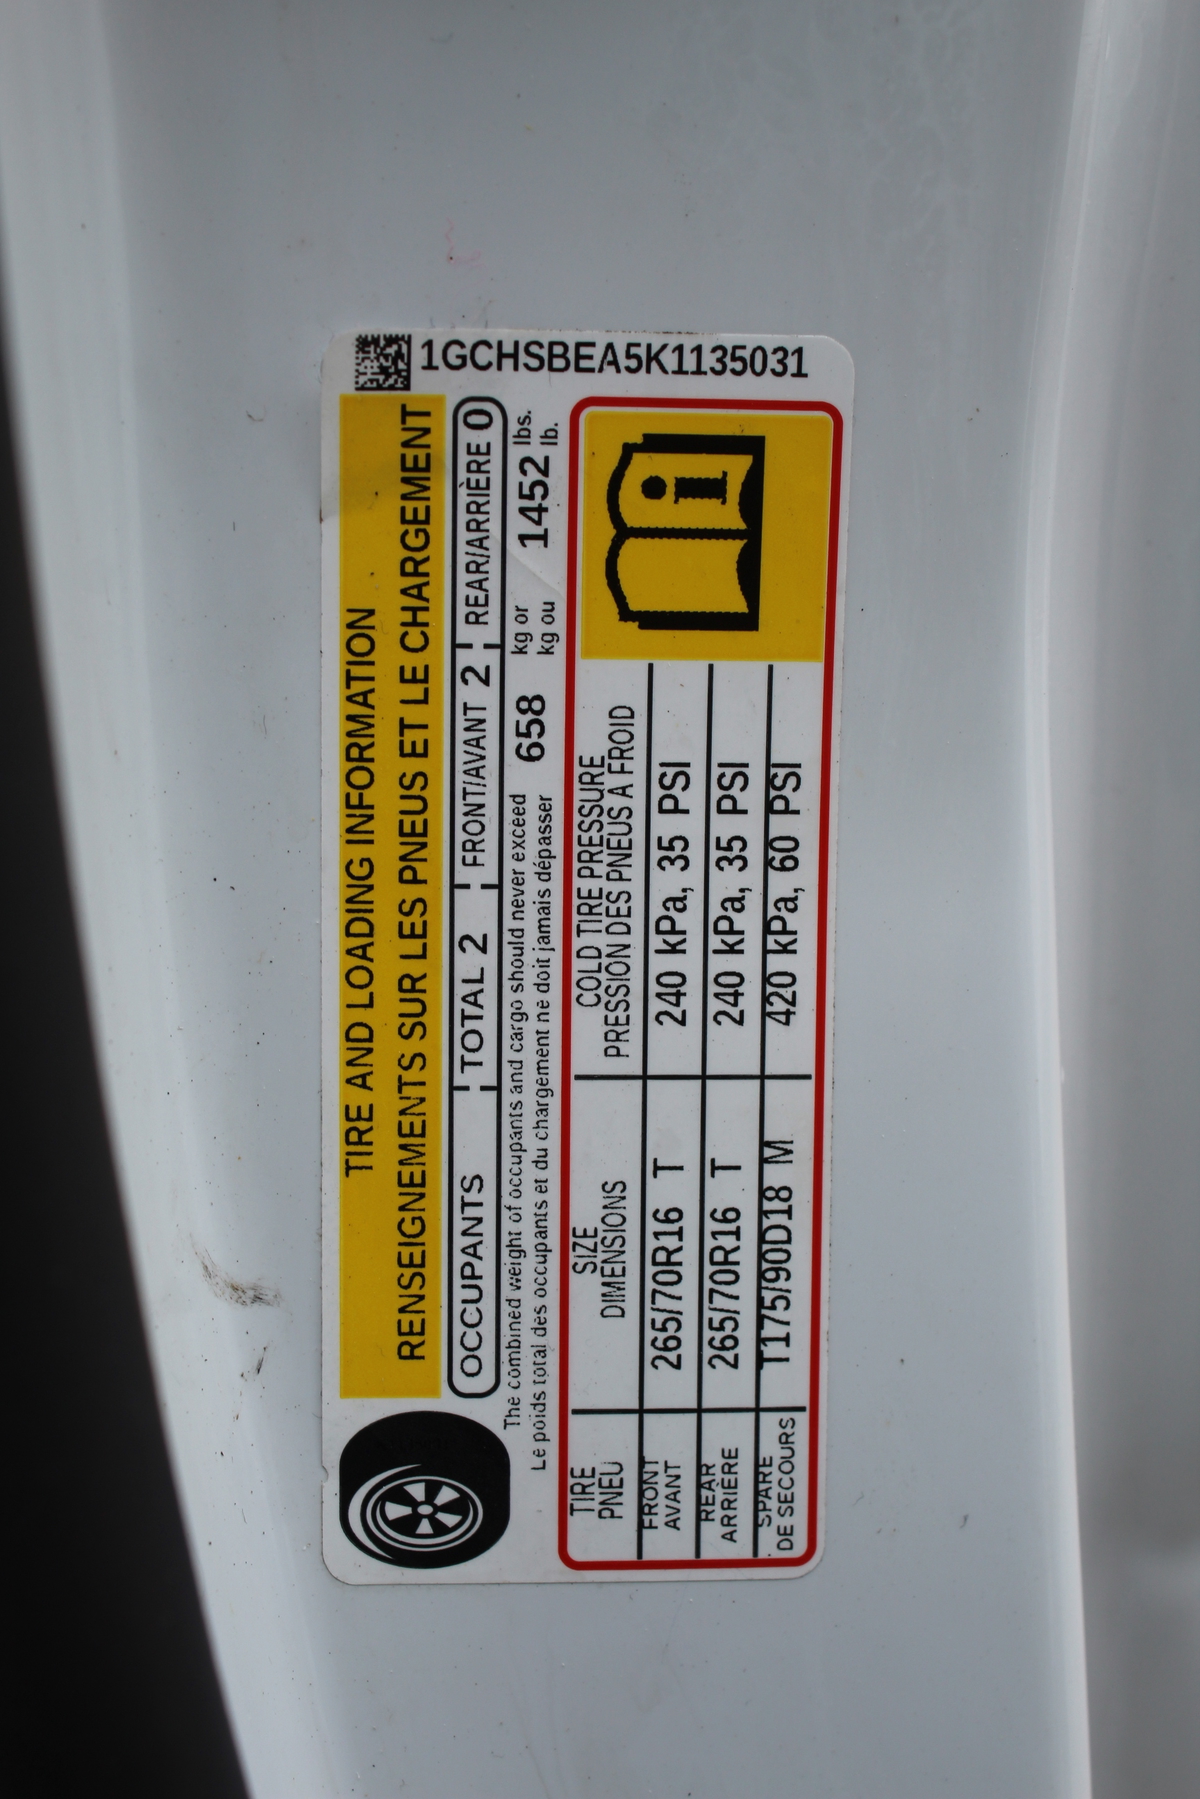 1GCHSBEA5K1135031
TIRE AND LOADING INFORMATION
RENSEIGNEMENTS SUR LES PNEUS ET LE CHARGEMENT
OCCUPANTS TOTAL 2 FRONT/AVANT 2 REAR/ARRIÈRE 0
The combined weight of occupants and cargo should never exceed 658 kg or 1452 lbs.
Le poids total des occupants et du chargement ne doit jamais dépasser kg ou lb.
TIRE SIZE COLD TIRE PRESSURE
PNEU DIMENSIONS PRESSION DES PNEUS A FROID
FRONT
AVANT 265/70R16 T 240 kPa, 35 PSI
REAR
ARRIÈRE 265/70R16 T 240 kPa, 35 PSI
SPARE
DE SECOURS T175/90D18 M 420 kPa, 60 PSI
i